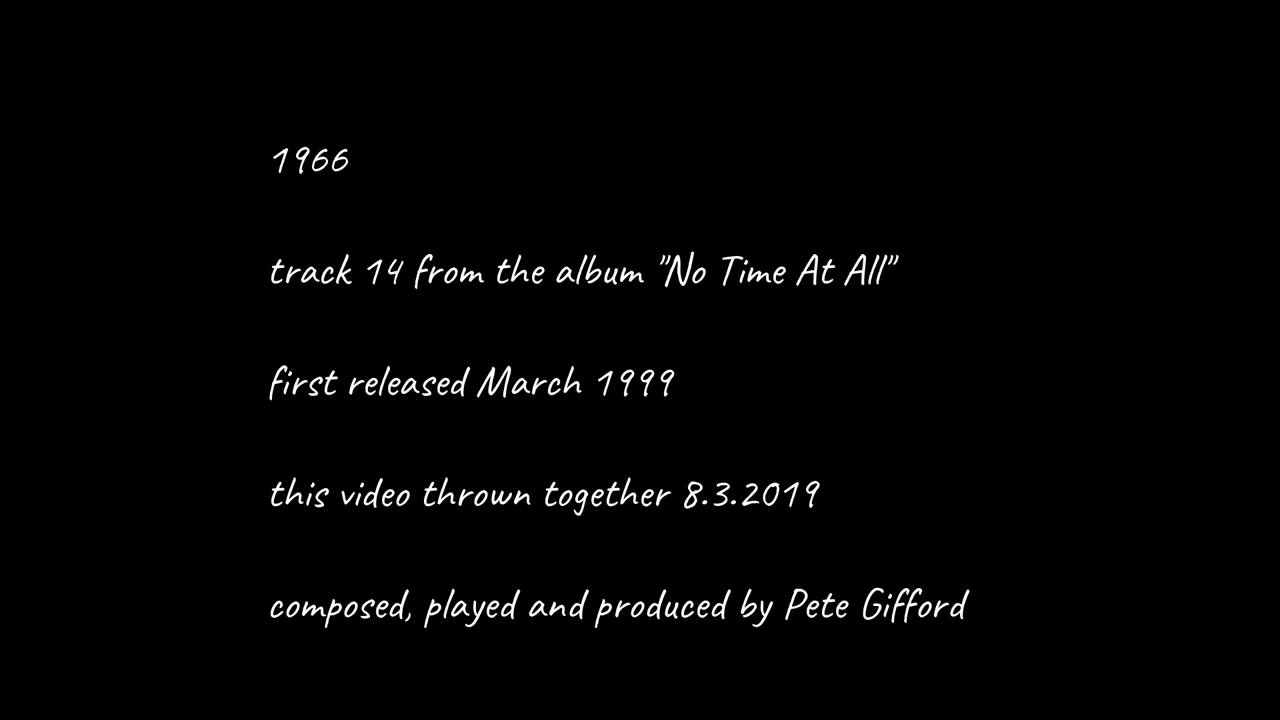 1966
track 14 from the album "No Time At All"
first released March 1999
this video thrown together 8.3.2019
composed, played and produced by Pete Gifford